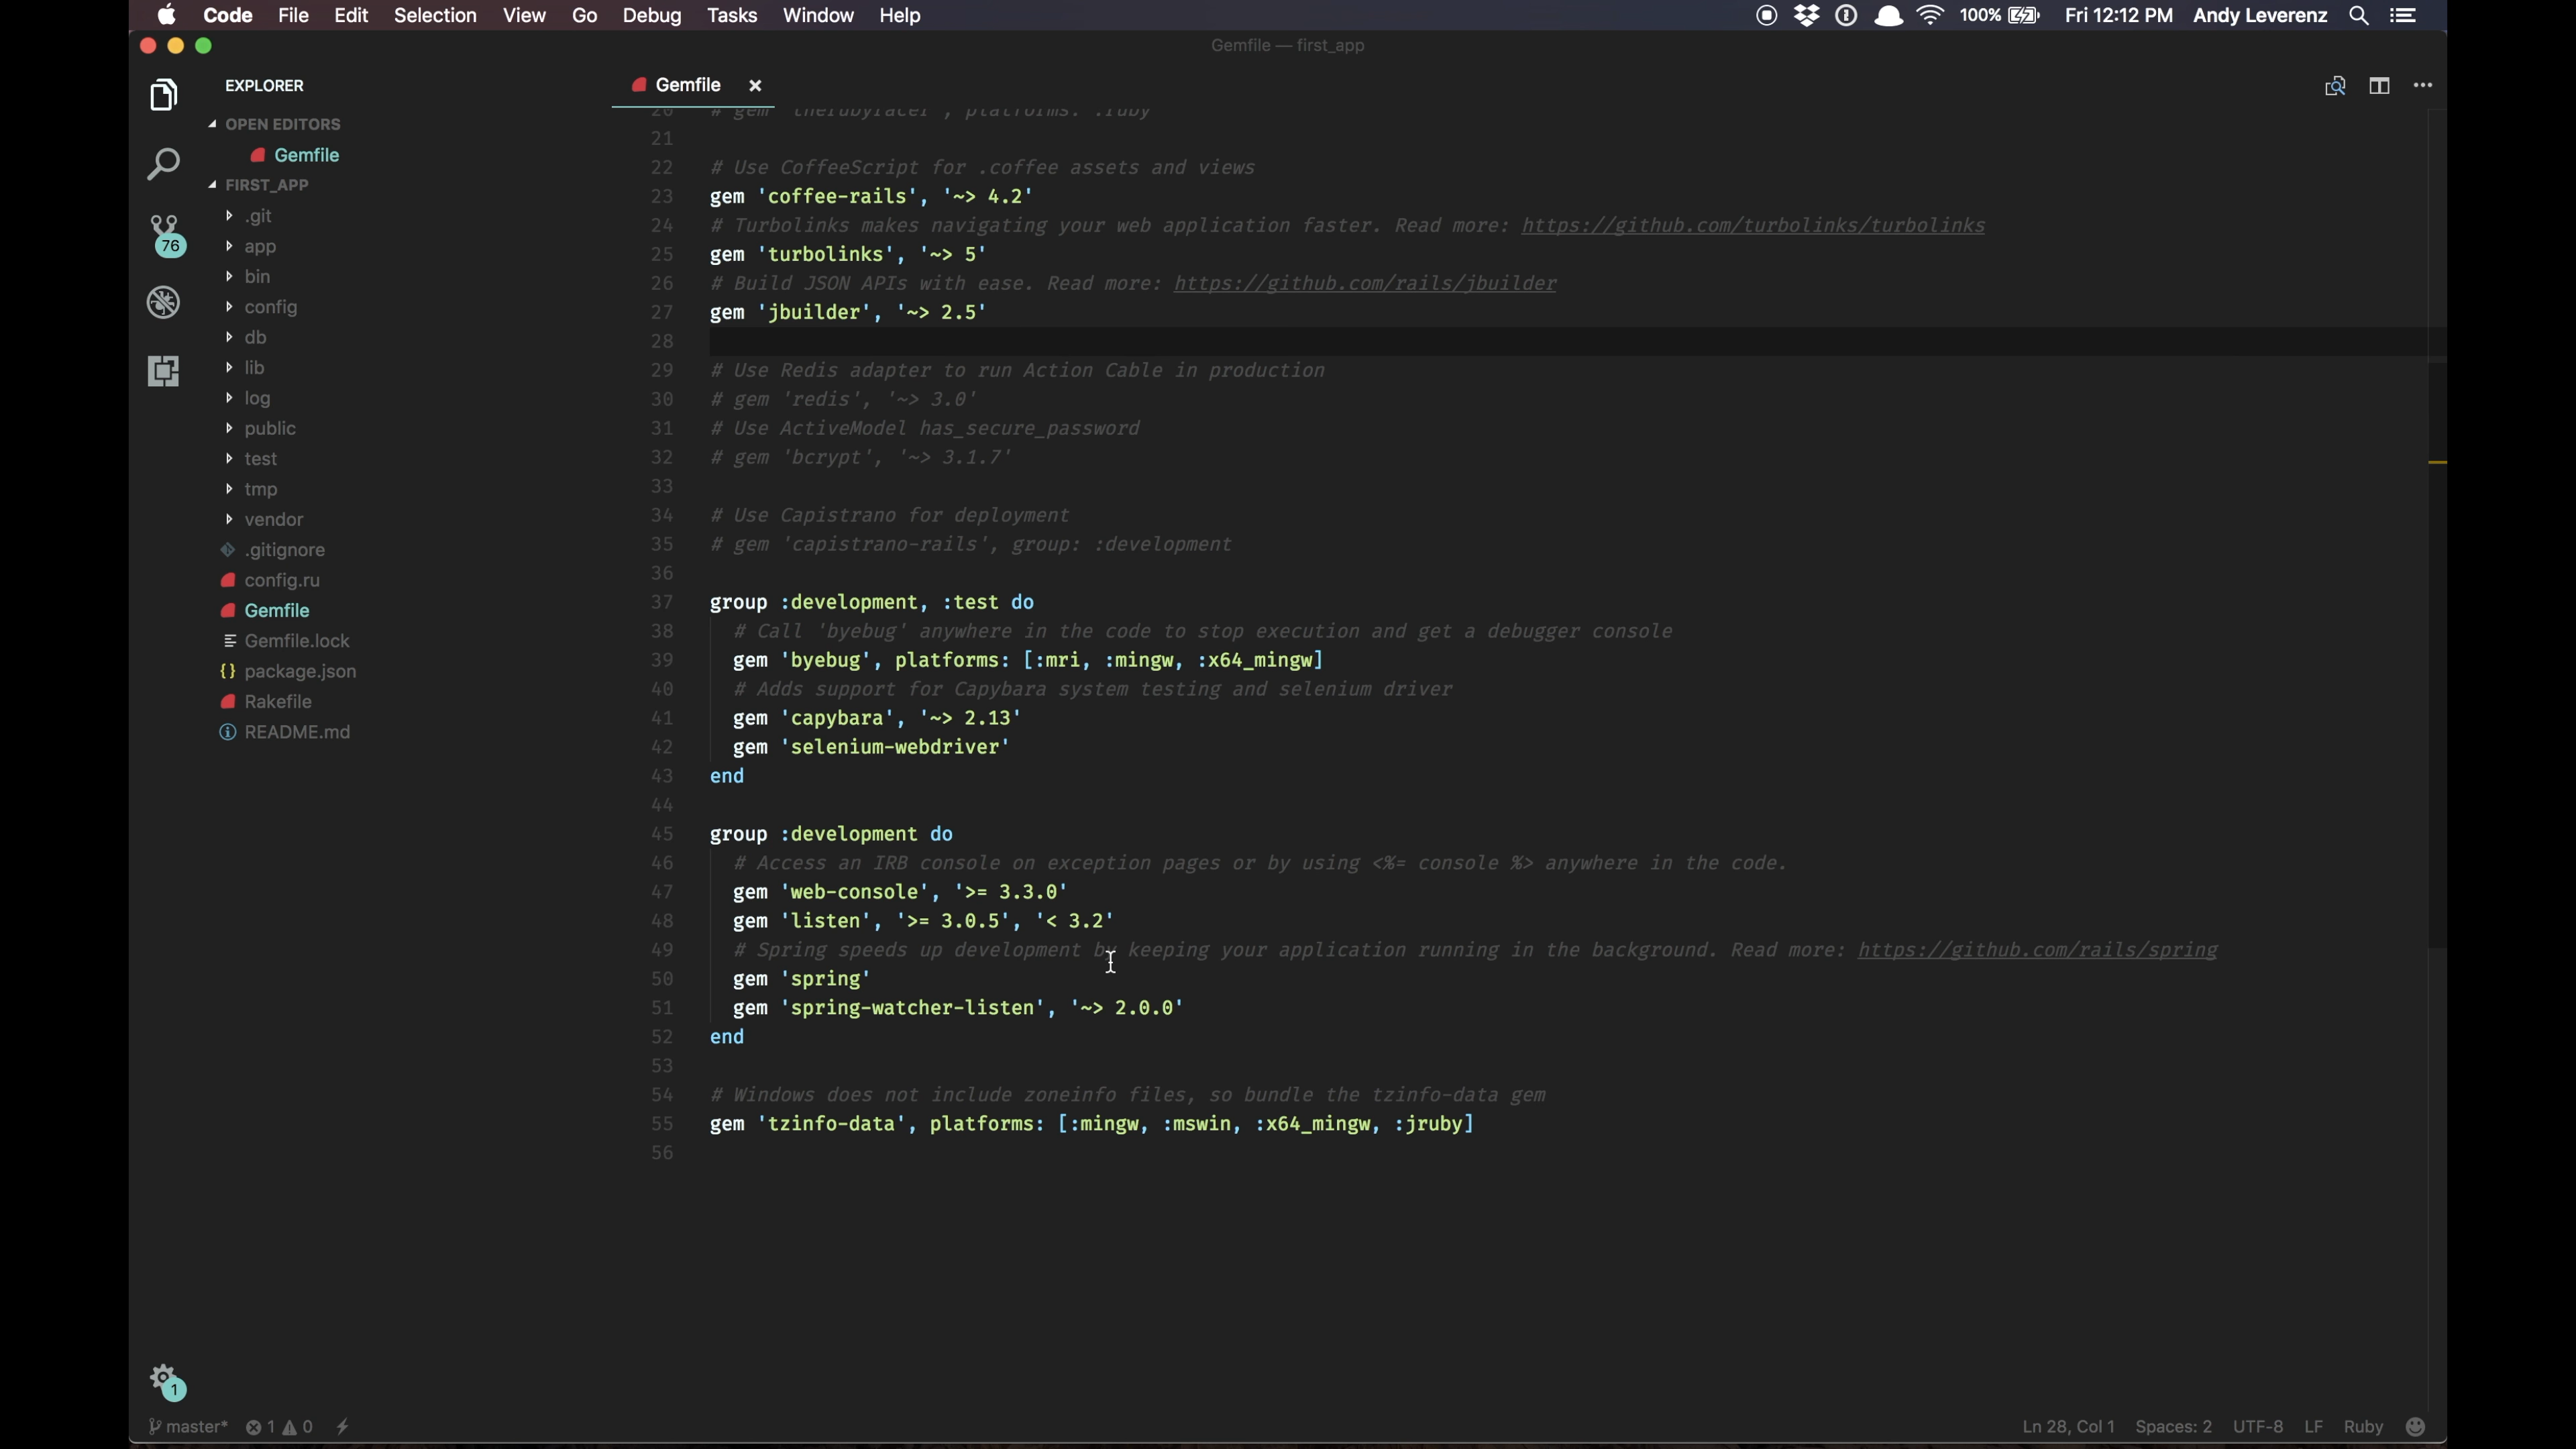 Code File Edit Selection View Go Debug Tasks Window Help 100% Fri 12:12 PM Andy Leverenz
Gemfile — first_app
EXPLORER
OPEN EDITORS
Gemfile
FIRST_APP
.git
app
bin
config
db
lib
log
public
test
tmp
vendor
.gitignore
config.ru
Gemfile
Gemfile.lock
package.json
Rakefile
README.md
76
1
Gemfile
20 # gem 'therubyracer', platforms: :ruby
21
22 # Use CoffeeScript for .coffee assets and views
23 gem 'coffee-rails', '~> 4.2'
24 # Turbolinks makes navigating your web application faster. Read more: https://github.com/turbolinks/turbolinks
25 gem 'turbolinks', '~> 5'
26 # Build JSON APIs with ease. Read more: https://github.com/rails/jbuilder
27 gem 'jbuilder', '~> 2.5'
28
29 # Use Redis adapter to run Action Cable in production
30 # gem 'redis', '~> 3.0'
31 # Use ActiveModel has_secure_password
32 # gem 'bcrypt', '~> 3.1.7'
33
34 # Use Capistrano for deployment
35 # gem 'capistrano-rails', group: :development
36
37 group :development, :test do
38 # Call 'byebug' anywhere in the code to stop execution and get a debugger console
39 gem 'byebug', platforms: [:mri, :mingw, :x64_mingw]
40 # Adds support for Capybara system testing and selenium driver
41 gem 'capybara', '~> 2.13'
42 gem 'selenium-webdriver'
43 end
44
45 group :development do
46 # Access an IRB console on exception pages or by using <%= console %> anywhere in the code.
47 gem 'web-console', '>= 3.3.0'
48 gem 'listen', '>= 3.0.5', '< 3.2'
49 # Spring speeds up development by keeping your application running in the background. Read more: https://github.com/rails/spring
50 gem 'spring'
51 gem 'spring-watcher-listen', '~> 2.0.0'
52 end
53
54 # Windows does not include zoneinfo files, so bundle the tzinfo-data gem
55 gem 'tzinfo-data', platforms: [:mingw, :mswin, :x64_mingw, :jruby]
56
master* 1 0 Ln 28, Col 1 Spaces: 2 UTF-8 LF Ruby